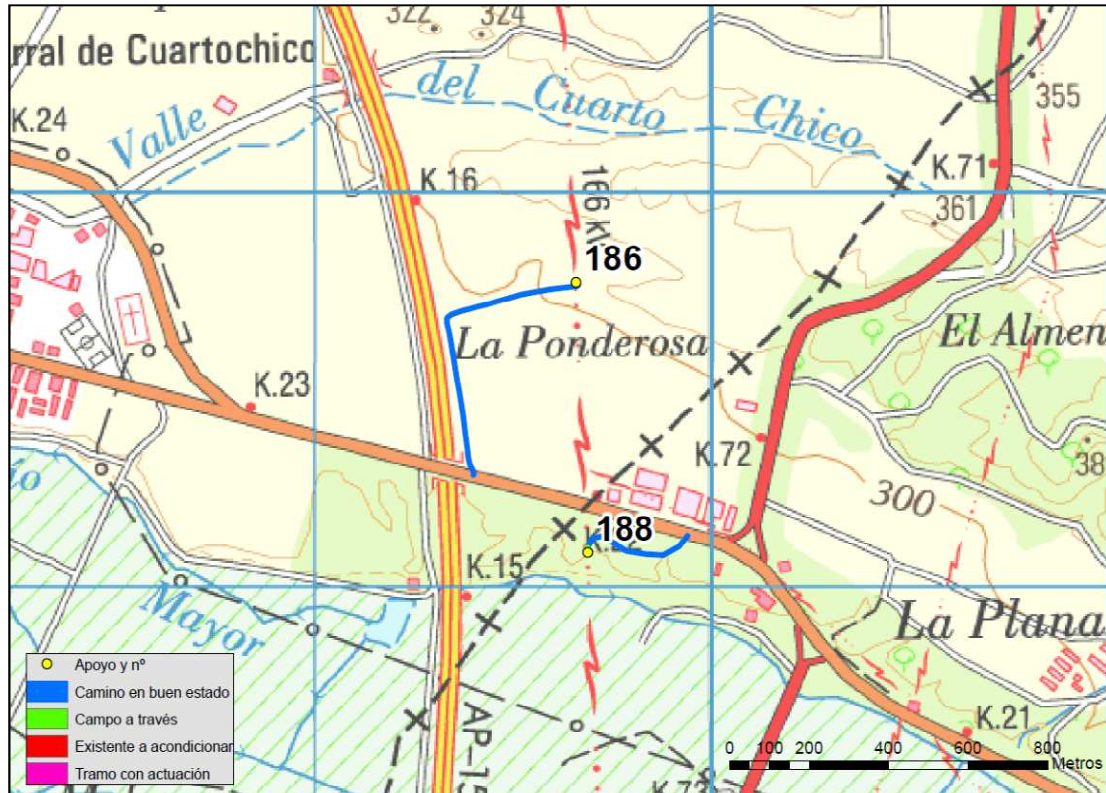 322
324
rral de Cuartochico
355
K.24
Valle
del
Cuarto
Chico
K.71
K.16
166 kV
361
186
La Ponderosa
El Almen
K.23
K.72
38
300
188
K.15
Mayor
La Plana
Apoyo y nº
Camino en buen estado
Campo a través
Existente a acondicionar
Tramo con actuación
AP-15
K.21
0 100 200 400 600 800
Metros